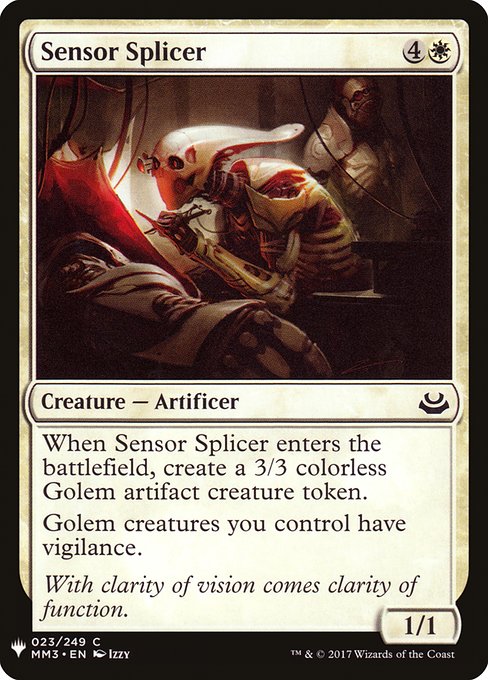 Sensor Splicer 4
Creature — Artificer
When Sensor Splicer enters the
battlefield, create a 3/3 colorless
Golem artifact creature token.
Golem creatures you control have
vigilance.
With clarity of vision comes clarity of
function.
1/1
023/249 C
MM3 • EN Izzy
™ & © 2017 Wizards of the Coast